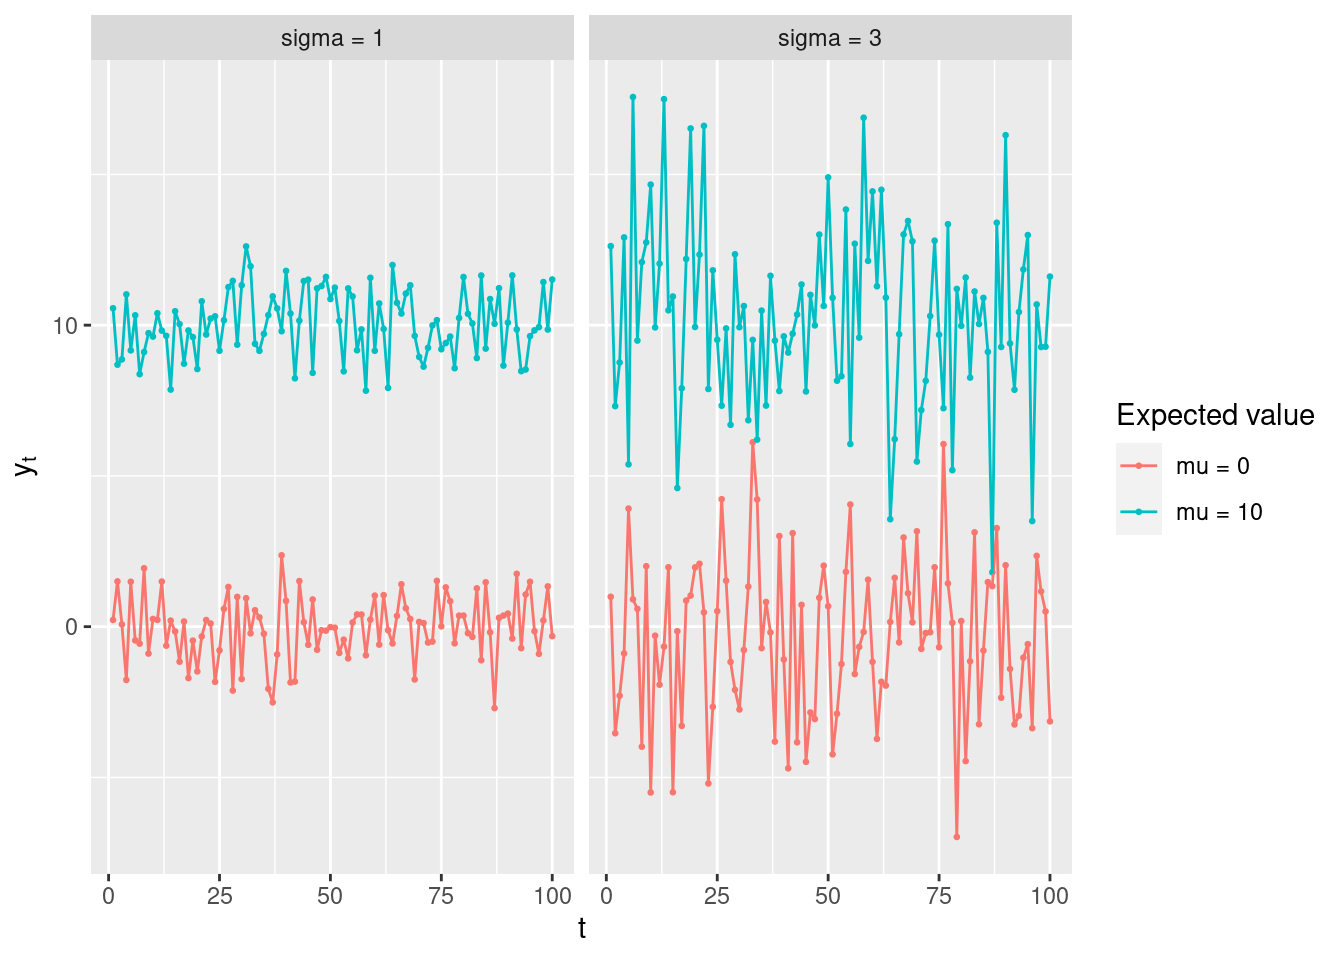 sigma = 1
sigma = 3
10
0
y_t
0 25 50 75 100
0 25 50 75 100
t
Expected value
mu = 0
mu = 10